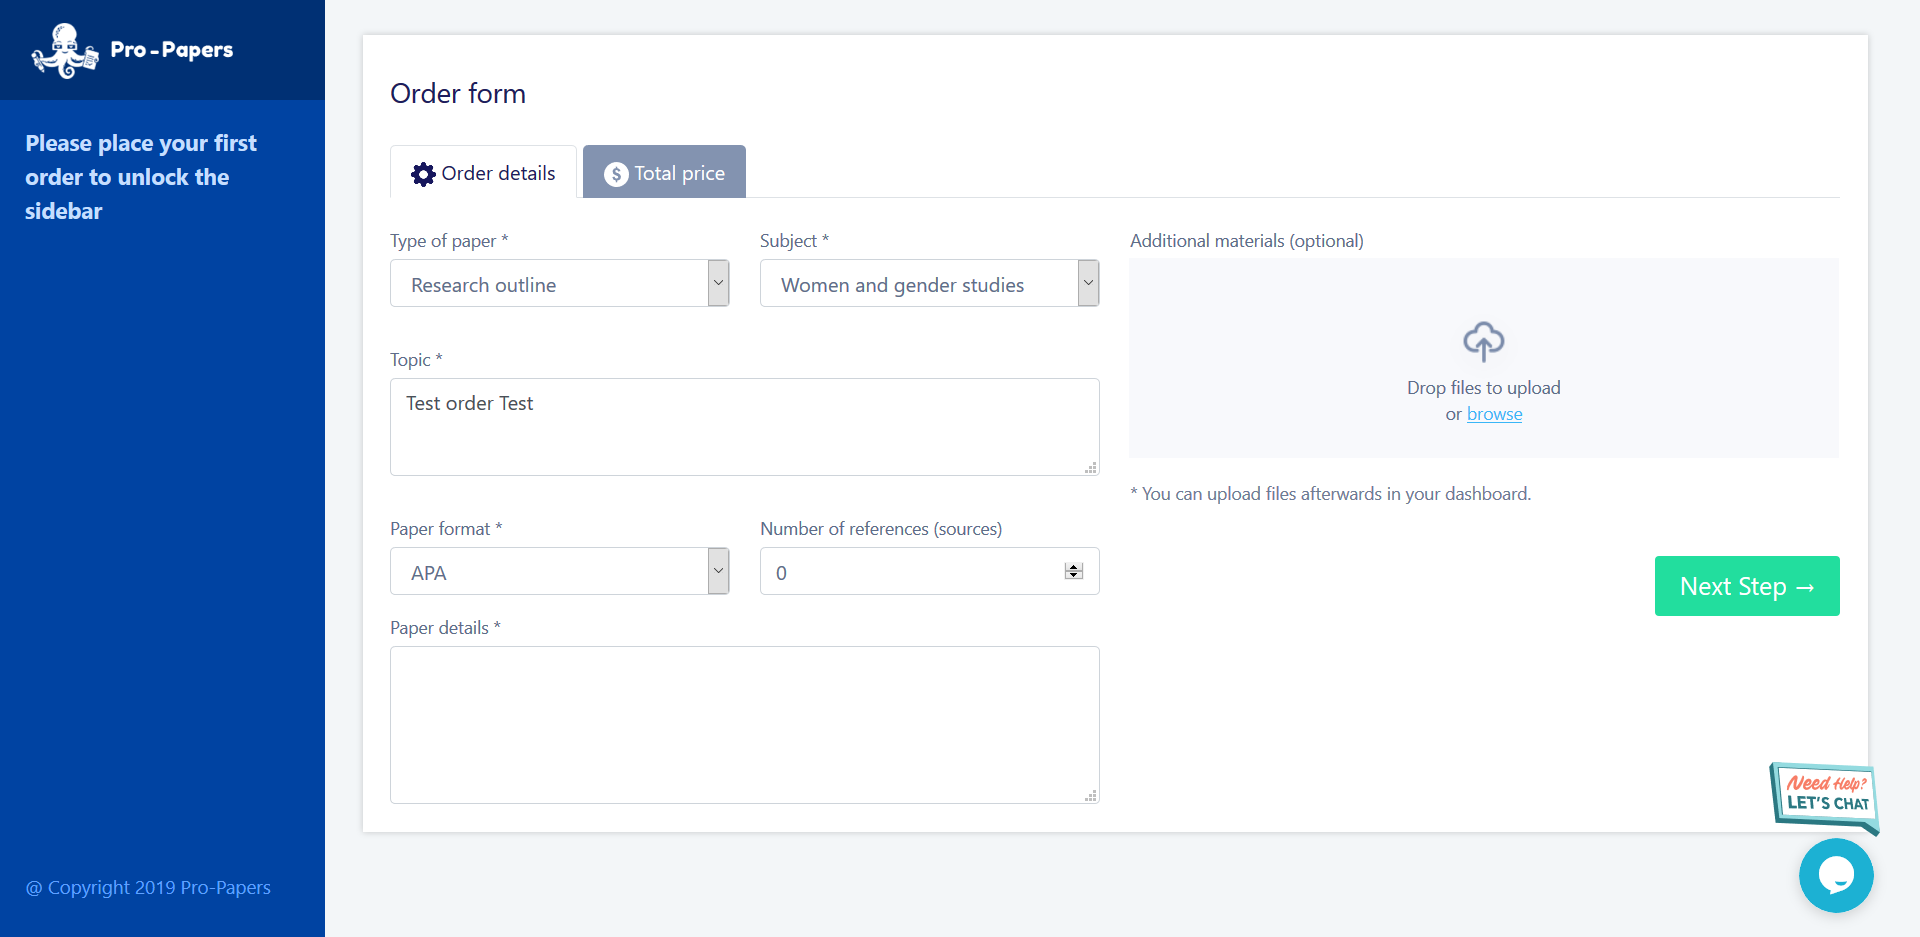 Pro-Papers
Please place your first
order to unlock the
sidebar
@ Copyright 2019 Pro-Papers
Order form
Order details
$ Total price
Type of paper *
Research outline
Subject *
Women and gender studies
Topic *
Test order Test
Paper format *
APA
Number of references (sources)
0
Paper details *
Additional materials (optional)
Drop files to upload
or browse
* You can upload files afterwards in your dashboard.
Next Step →
Need Help?
LET'S CHAT